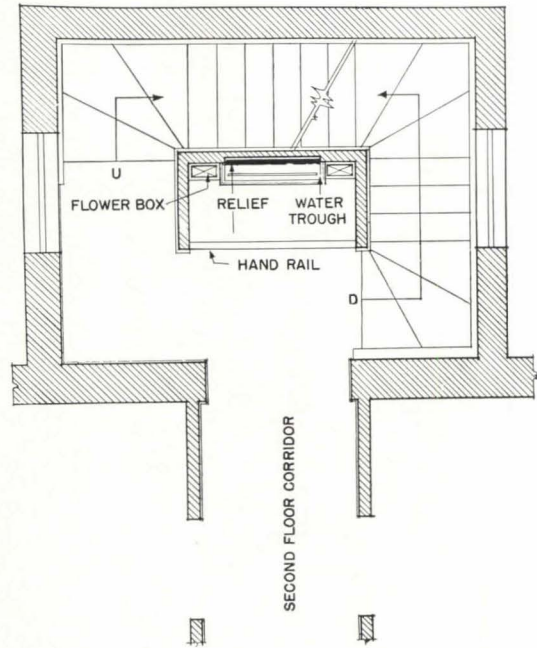 U
FLOWER BOX
RELIEF
WATER
TROUGH
HAND RAIL
D
SECOND FLOOR CORRIDOR